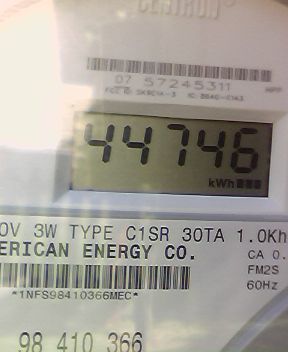 CENTRON®
07 57245311
44746
kWh
0V 3W TYPE C1SR 30TA 1.0Kh
ERICAN ENERGY CO.
CA 0.
FM2S
60Hz
*1NFS98410366MEC*
98 410 366